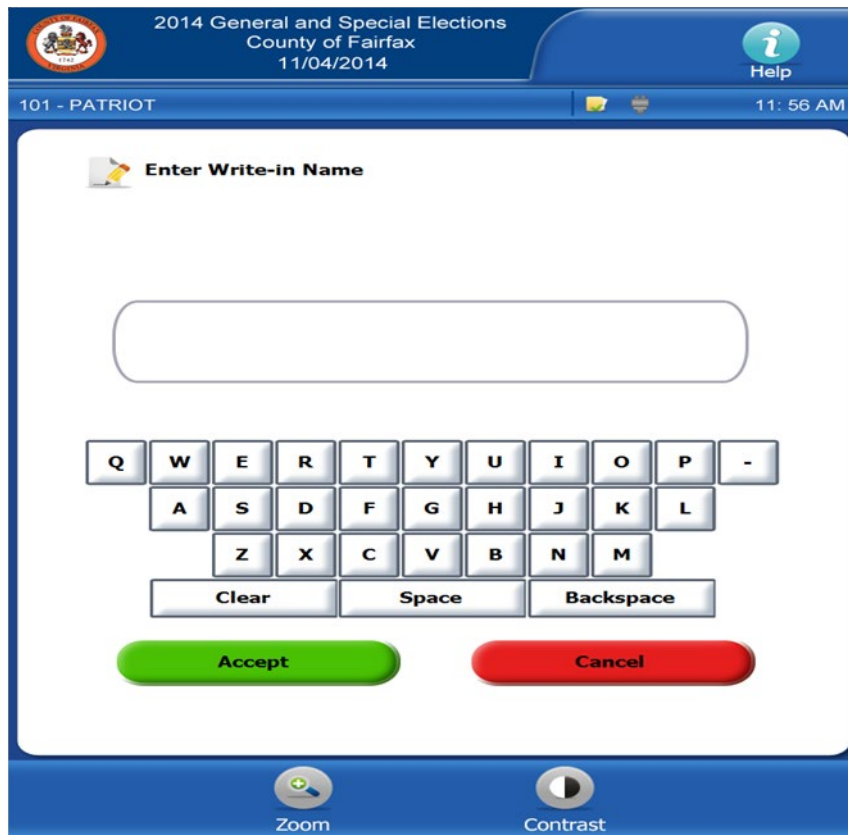 2014 General and Special Elections
County of Fairfax
11/04/2014
Help
101 - PATRIOT
11: 56 AM
Enter Write-in Name
Q W E R T Y U I O P -
A S D F G H J K L
Z X C V B N M
Clear Space Backspace
Accept Cancel
Zoom Contrast